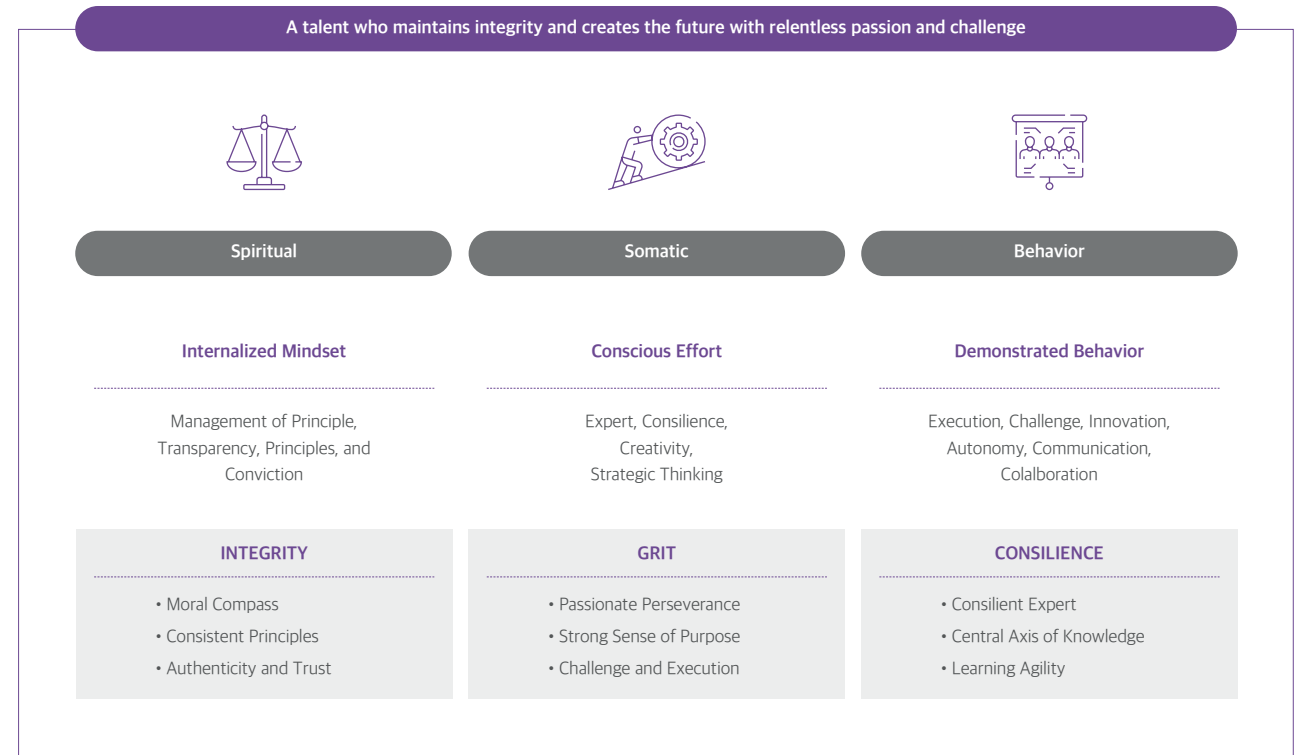 A talent who maintains integrity and creates the future with relentless passion and challenge
Spiritual
Somatic
Behavior
Internalized Mindset
Management of Principle,
Transparency, Principles, and
Conviction
Conscious Effort
Expert, Consilience,
Creativity,
Strategic Thinking
Demonstrated Behavior
Execution, Challenge, Innovation,
Autonomy, Communication,
Colalboration
INTEGRITY
• Moral Compass
• Consistent Principles
• Authenticity and Trust
GRIT
• Passionate Perseverance
• Strong Sense of Purpose
• Challenge and Execution
CONSILIENCE
• Consilient Expert
• Central Axis of Knowledge
• Learning Agility